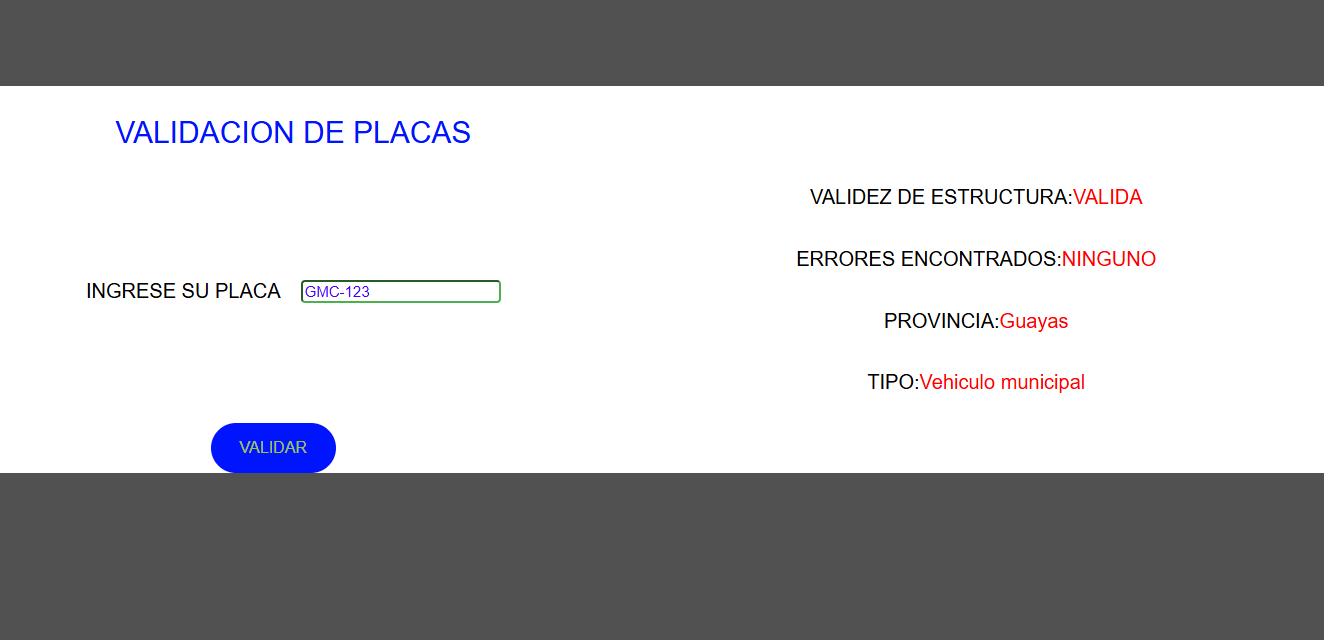 VALIDACION DE PLACAS
INGRESE SU PLACA GMC-123
VALIDAR
VALIDEZ DE ESTRUCTURA:VALIDA
ERRORES ENCONTRADOS:NINGUNO
PROVINCIA:Guayas
TIPO:Vehiculo municipal